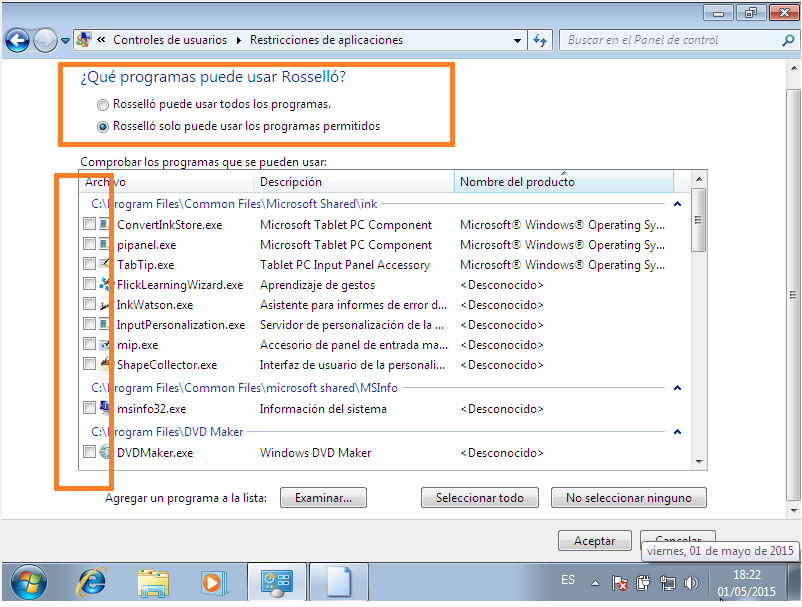 « Controles de usuarios Restricciones de aplicaciones
Buscar en el Panel de control
¿Qué programas puede usar Rosselló?
Rosselló puede usar todos los programas.
Rosselló solo puede usar los programas permitidos
Comprobar los programas que se pueden usar:
Archivo Descripción Nombre del producto
C:\Program Files\Common Files\Microsoft Shared\ink
ConvertInkStore.exe Microsoft Tablet PC Component Microsoft® Windows® Operating Sy...
pipanel.exe Microsoft Tablet PC Component Microsoft® Windows® Operating Sy...
TabTip.exe Tablet PC Input Panel Accessory Microsoft® Windows® Operating Sy...
FlickLearningWizard.exe Aprendizaje de gestos <Desconocido>
InkWatson.exe Asistente para informes de error d... <Desconocido>
InputPersonalization.exe Servidor de personalización de la ... <Desconocido>
mip.exe Accesorio de panel de entrada ma... <Desconocido>
ShapeCollector.exe Interfaz de usuario de la personali... <Desconocido>
C:\Program Files\Common Files\microsoft shared\MSInfo
msinfo32.exe Información del sistema <Desconocido>
C:\Program Files\DVD Maker
DVDMaker.exe Windows DVD Maker <Desconocido>
Agregar un programa a la lista: Examinar... Seleccionar todo No seleccionar ninguno
Aceptar Cancelar
viernes, 01 de mayo de 2015
ES 18:22
01/05/2015